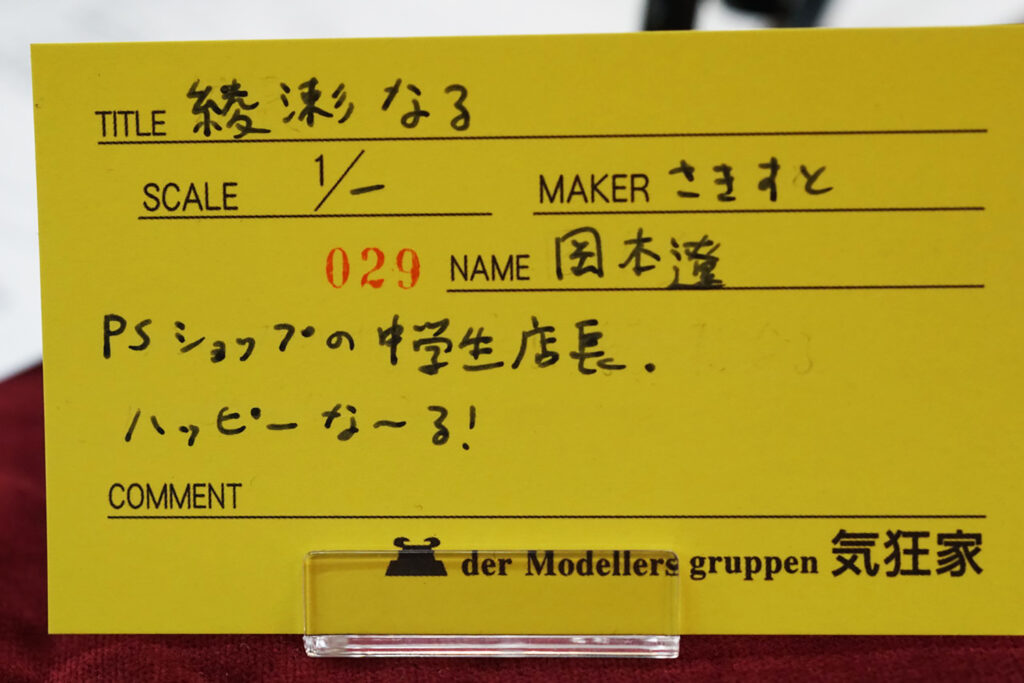 TITLE 綾瀬なる
SCALE 1/ー MAKER さきすと
029 NAME 岡本遼
PSショップの中学生店長.
ハッピーな〜る!
COMMENT
der Modellers gruppen 気狂家